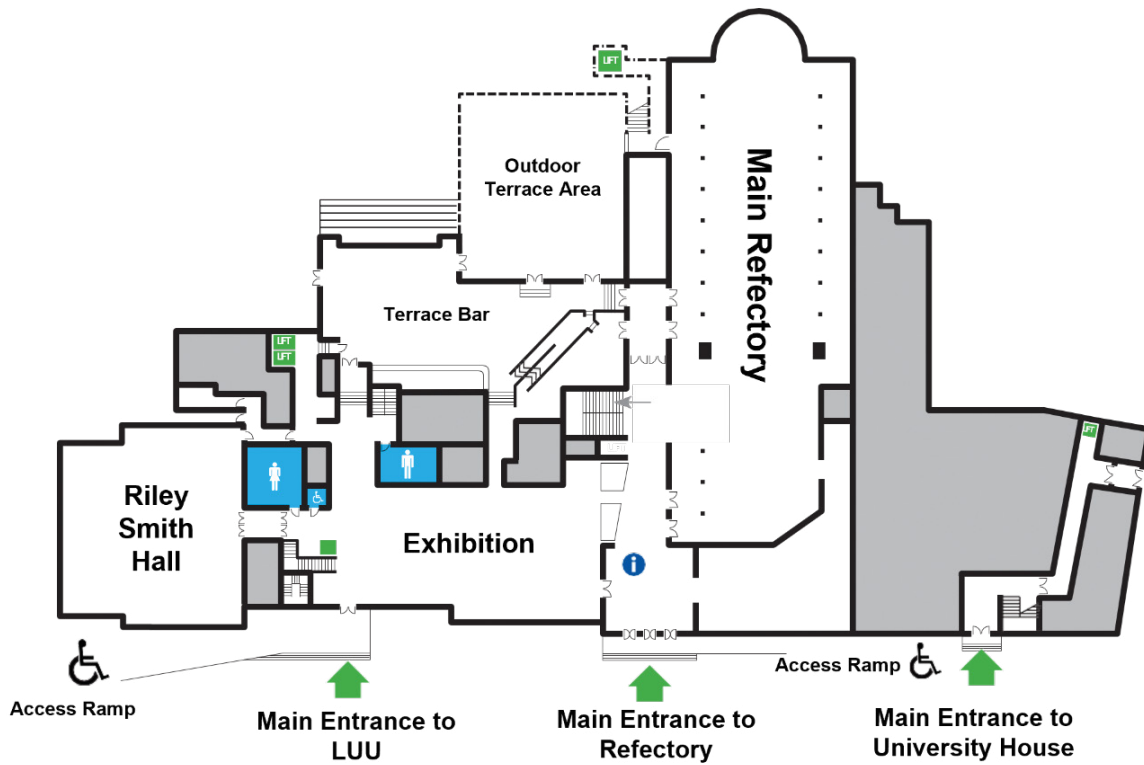 LIFT
Outdoor
Terrace Area
Main Refectory
Terrace Bar
LIFT
LIFT
LIFT
Riley
Smith
Hall
Exhibition
i
Access Ramp
Access Ramp
Main Entrance to
LUU
Main Entrance to
Refectory
Main Entrance to
University House